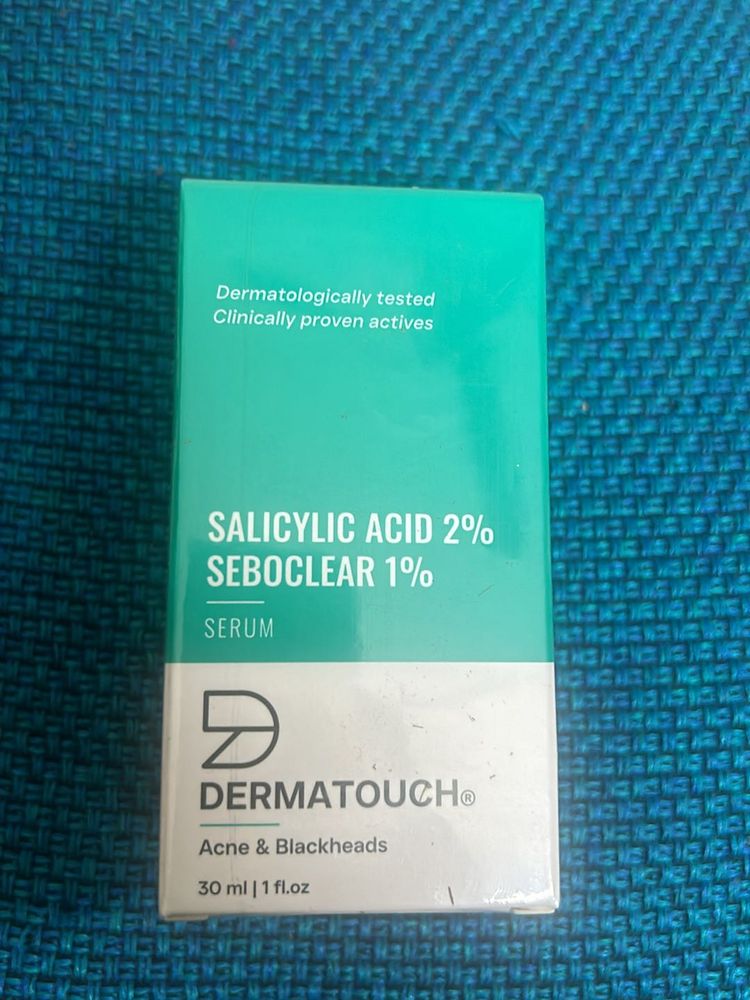 Dermatologically tested
Clinically proven actives
SALICYLIC ACID 2%
SEBOCLEAR 1%
SERUM
DERMATOUCH®
Acne & Blackheads
30 ml | 1 fl.oz